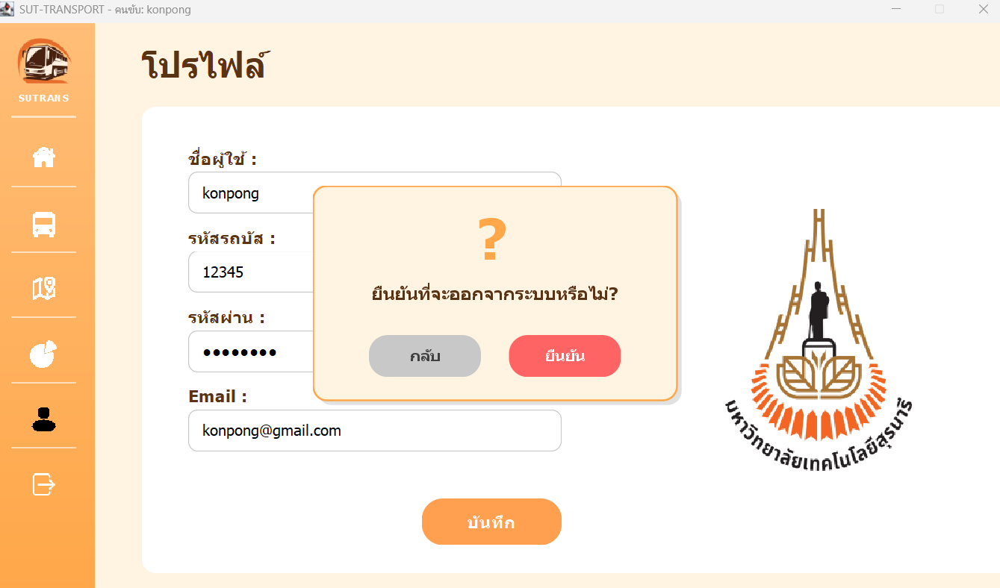 SUT-TRANSPORT - คนขับ: konpong
SUTRANS
โปรไฟล์
ชื่อผู้ใช้ :
konpong
รหัสรถบัส :
12345
รหัสผ่าน :
••••••••
Email :
konpong@gmail.com
บันทึก
?
ยืนยันที่จะออกจากระบบหรือไม่?
กลับ
ยืนยัน
มหาวิทยาลัยเทคโนโลยีสุรนารี